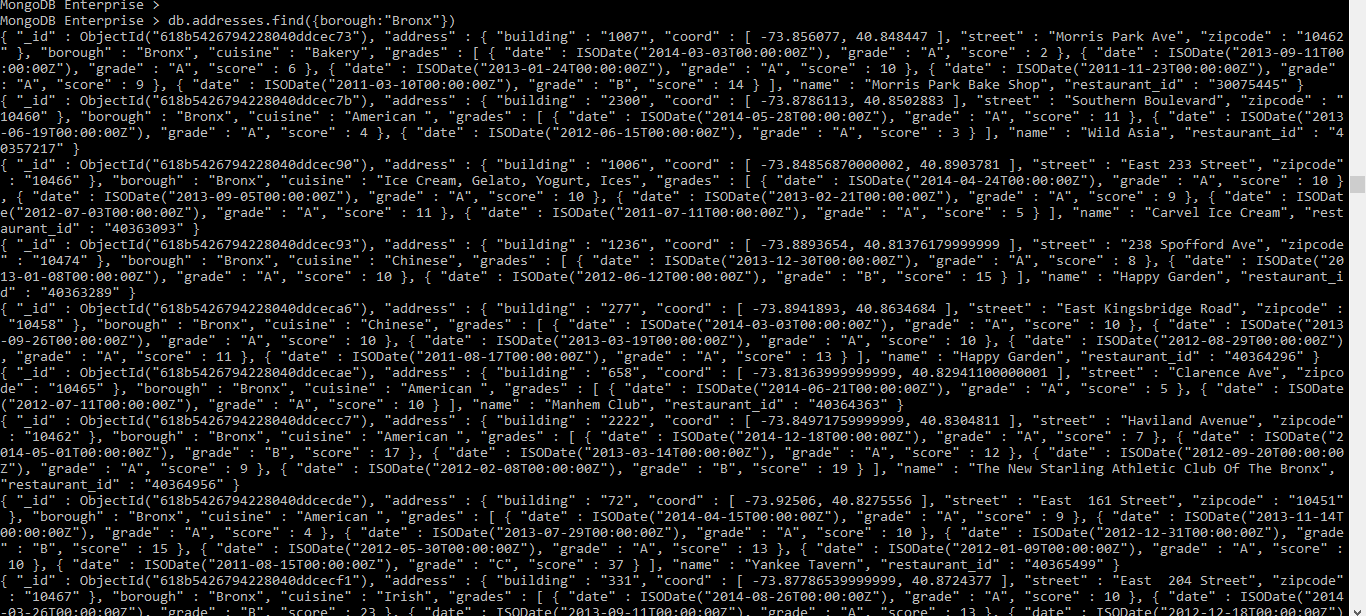 MongoDB Enterprise >
MongoDB Enterprise > db.addresses.find({borough:"Bronx"})
{ "_id" : ObjectId("618b5426794228040ddcec73"), "address" : { "building" : "1007", "coord" : [ -73.856077, 40.848447 ], "street" : "Morris Park Ave", "zipcode" : "10462
" }, "borough" : "Bronx", "cuisine" : "Bakery", "grades" : [ { "date" : ISODate("2014-03-03T00:00:00Z"), "grade" : "A", "score" : 2 }, { "date" : ISODate("2013-09-11T00
:00:00Z"), "grade" : "A", "score" : 6 }, { "date" : ISODate("2013-01-24T00:00:00Z"), "grade" : "A", "score" : 10 }, { "date" : ISODate("2011-11-23T00:00:00Z"), "grade"
: "A", "score" : 9 }, { "date" : ISODate("2011-03-10T00:00:00Z"), "grade" : "B", "score" : 14 } ], "name" : "Morris Park Bake Shop", "restaurant_id" : "30075445" }
{ "_id" : ObjectId("618b5426794228040ddcec7b"), "address" : { "building" : "2300", "coord" : [ -73.8786113, 40.8502883 ], "street" : "Southern Boulevard", "zipcode" : "
10460" }, "borough" : "Bronx", "cuisine" : "American ", "grades" : [ { "date" : ISODate("2014-05-28T00:00:00Z"), "grade" : "A", "score" : 11 }, { "date" : ISODate("2013
-06-19T00:00:00Z"), "grade" : "A", "score" : 4 }, { "date" : ISODate("2012-06-15T00:00:00Z"), "grade" : "A", "score" : 3 } ], "name" : "Wild Asia", "restaurant_id" : "4
0357217" }
{ "_id" : ObjectId("618b5426794228040ddcec90"), "address" : { "building" : "1006", "coord" : [ -73.84856870000002, 40.8903781 ], "street" : "East 233 Street", "zipcode"
 : "10466" }, "borough" : "Bronx", "cuisine" : "Ice Cream, Gelato, Yogurt, Ices", "grades" : [ { "date" : ISODate("2014-04-24T00:00:00Z"), "grade" : "A", "score" : 10 }
, { "date" : ISODate("2013-09-05T00:00:00Z"), "grade" : "A", "score" : 10 }, { "date" : ISODate("2013-02-21T00:00:00Z"), "grade" : "A", "score" : 9 }, { "date" : ISODat
e("2012-07-03T00:00:00Z"), "grade" : "A", "score" : 11 }, { "date" : ISODate("2011-07-11T00:00:00Z"), "grade" : "A", "score" : 5 } ], "name" : "Carvel Ice Cream", "rest
aurant_id" : "40363093" }
{ "_id" : ObjectId("618b5426794228040ddcec93"), "address" : { "building" : "1236", "coord" : [ -73.8893654, 40.81376179999999 ], "street" : "238 Spofford Ave", "zipcode
" : "10474" }, "borough" : "Bronx", "cuisine" : "Chinese", "grades" : [ { "date" : ISODate("2013-12-30T00:00:00Z"), "grade" : "A", "score" : 8 }, { "date" : ISODate("20
13-01-08T00:00:00Z"), "grade" : "A", "score" : 10 }, { "date" : ISODate("2012-06-12T00:00:00Z"), "grade" : "B", "score" : 15 } ], "name" : "Happy Garden", "restaurant_i
d" : "40363289" }
{ "_id" : ObjectId("618b5426794228040ddceca6"), "address" : { "building" : "277", "coord" : [ -73.8941893, 40.8634684 ], "street" : "East Kingsbridge Road", "zipcode" :
 "10458" }, "borough" : "Bronx", "cuisine" : "Chinese", "grades" : [ { "date" : ISODate("2014-03-03T00:00:00Z"), "grade" : "A", "score" : 10 }, { "date" : ISODate("2013
-09-26T00:00:00Z"), "grade" : "A", "score" : 10 }, { "date" : ISODate("2013-03-19T00:00:00Z"), "grade" : "A", "score" : 10 }, { "date" : ISODate("2012-08-29T00:00:00Z")
, "grade" : "A", "score" : 11 }, { "date" : ISODate("2011-08-17T00:00:00Z"), "grade" : "A", "score" : 13 } ], "name" : "Happy Garden", "restaurant_id" : "40364296" }
{ "_id" : ObjectId("618b5426794228040ddcecae"), "address" : { "building" : "658", "coord" : [ -73.81363999999999, 40.82941100000001 ], "street" : "Clarence Ave", "zipco
de" : "10465" }, "borough" : "Bronx", "cuisine" : "American ", "grades" : [ { "date" : ISODate("2014-06-21T00:00:00Z"), "grade" : "A", "score" : 5 }, { "date" : ISODate
("2012-07-11T00:00:00Z"), "grade" : "A", "score" : 10 } ], "name" : "Manhem Club", "restaurant_id" : "40364363" }
{ "_id" : ObjectId("618b5426794228040ddcecc7"), "address" : { "building" : "2222", "coord" : [ -73.84971759999999, 40.8304811 ], "street" : "Haviland Avenue", "zipcode"
 : "10462" }, "borough" : "Bronx", "cuisine" : "American ", "grades" : [ { "date" : ISODate("2014-12-18T00:00:00Z"), "grade" : "A", "score" : 7 }, { "date" : ISODate("2
014-05-01T00:00:00Z"), "grade" : "B", "score" : 17 }, { "date" : ISODate("2013-03-14T00:00:00Z"), "grade" : "A", "score" : 12 }, { "date" : ISODate("2012-09-20T00:00:00
Z"), "grade" : "A", "score" : 9 }, { "date" : ISODate("2012-02-08T00:00:00Z"), "grade" : "B", "score" : 19 } ], "name" : "The New Starling Athletic Club Of The Bronx",
"restaurant_id" : "40364956" }
{ "_id" : ObjectId("618b5426794228040ddcecde"), "address" : { "building" : "72", "coord" : [ -73.92506, 40.8275556 ], "street" : "East  161 Street", "zipcode" : "10451"
 }, "borough" : "Bronx", "cuisine" : "American ", "grades" : [ { "date" : ISODate("2014-04-15T00:00:00Z"), "grade" : "A", "score" : 9 }, { "date" : ISODate("2013-11-14T
00:00:00Z"), "grade" : "A", "score" : 4 }, { "date" : ISODate("2013-07-29T00:00:00Z"), "grade" : "A", "score" : 10 }, { "date" : ISODate("2012-12-31T00:00:00Z"), "grade
" : "B", "score" : 15 }, { "date" : ISODate("2012-05-30T00:00:00Z"), "grade" : "A", "score" : 13 }, { "date" : ISODate("2012-01-09T00:00:00Z"), "grade" : "A", "score" :
 10 }, { "date" : ISODate("2011-08-15T00:00:00Z"), "grade" : "C", "score" : 37 } ], "name" : "Yankee Tavern", "restaurant_id" : "40365499" }
{ "_id" : ObjectId("618b5426794228040ddcecf1"), "address" : { "building" : "331", "coord" : [ -73.87786539999999, 40.8724377 ], "street" : "East  204 Street", "zipcode"
 : "10467" }, "borough" : "Bronx", "cuisine" : "Irish", "grades" : [ { "date" : ISODate("2014-08-26T00:00:00Z"), "grade" : "A", "score" : 10 }, { "date" : ISODate("2014
-03-26T00:00:00Z"), "grade" : "B", "score" : 23 }, { "date" : ISODate("2013-09-11T00:00:00Z"), "grade" : "A", "score" : 13 }, { "date" : ISODate("2012-12-18T00:00:00Z")